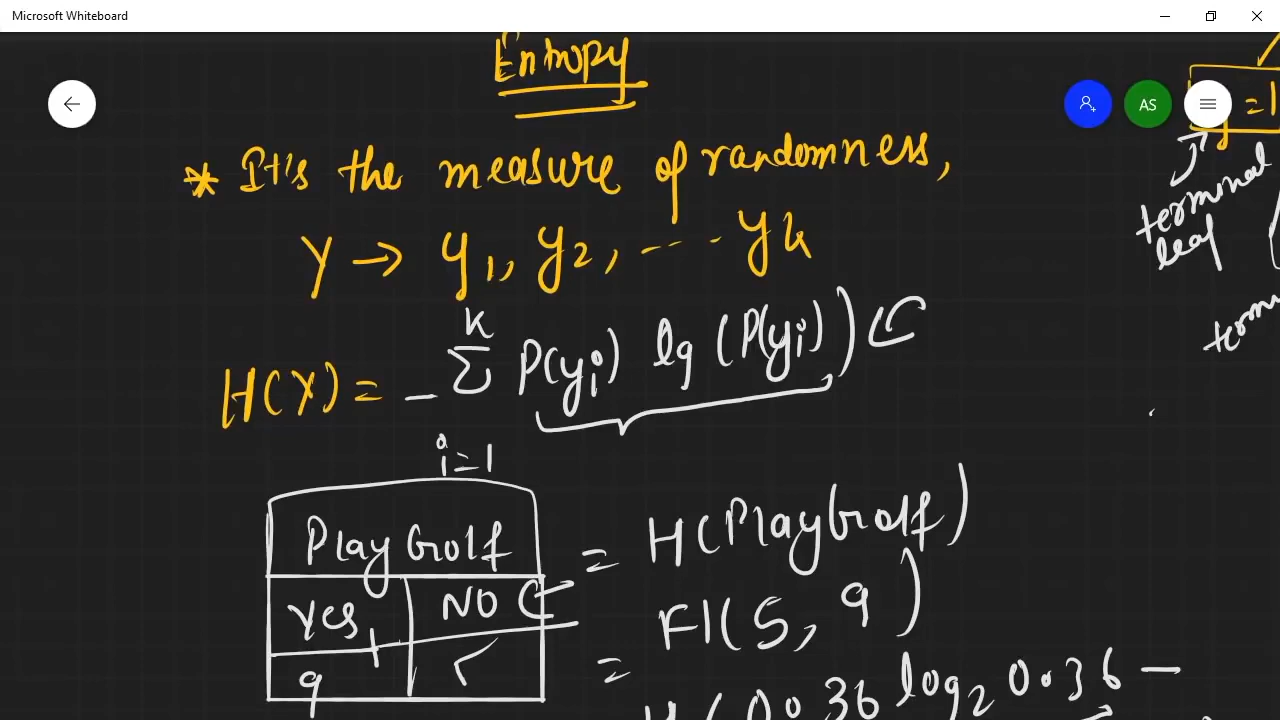 Microsoft Whiteboard
Entropy
AS
= 1
* It's the measure of randomness,
terminal
leaf
Y → y1, y2, ... yk
K
H(Y) = - Σ P(yi) lg (P(yi))
i=1
Play Golf
= H(PlayGolf)
Yes NO
= H(5, 9)
9 5
H(0.36 log2 0.36 -